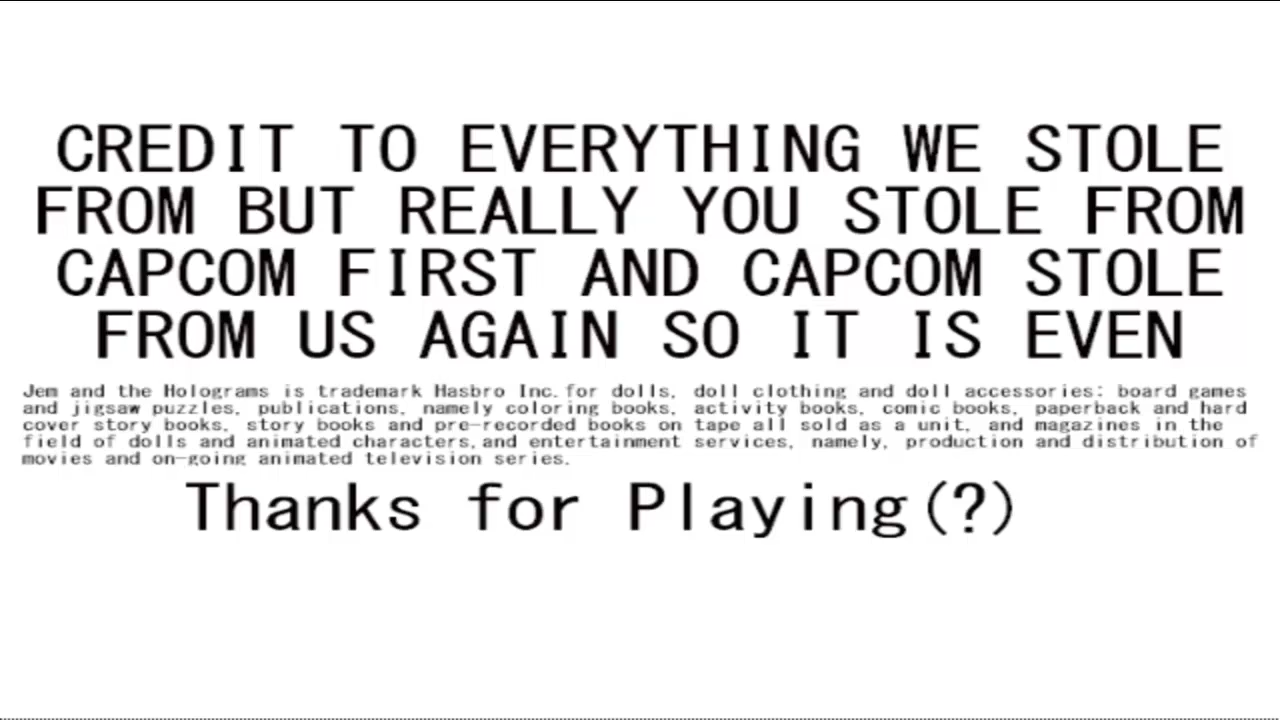 CREDIT TO EVERYTHING WE STOLE
FROM BUT REALLY YOU STOLE FROM
CAPCOM FIRST AND CAPCOM STOLE
FROM US AGAIN SO IT IS EVEN
Jem and the Holograms is trademark Hasbro Inc.for dolls, doll clothing and doll accessories: board games
and jigsaw puzzles, publications, namely coloring books, activity books, comic books, paperback and hard
cover story books, story books and pre-recorded books on tape all sold as a unit, and magazines in the
field of dolls and animated characters,and entertainment services, namely, production and distribution of
movies and on-going animated television series.
Thanks for Playing(?)